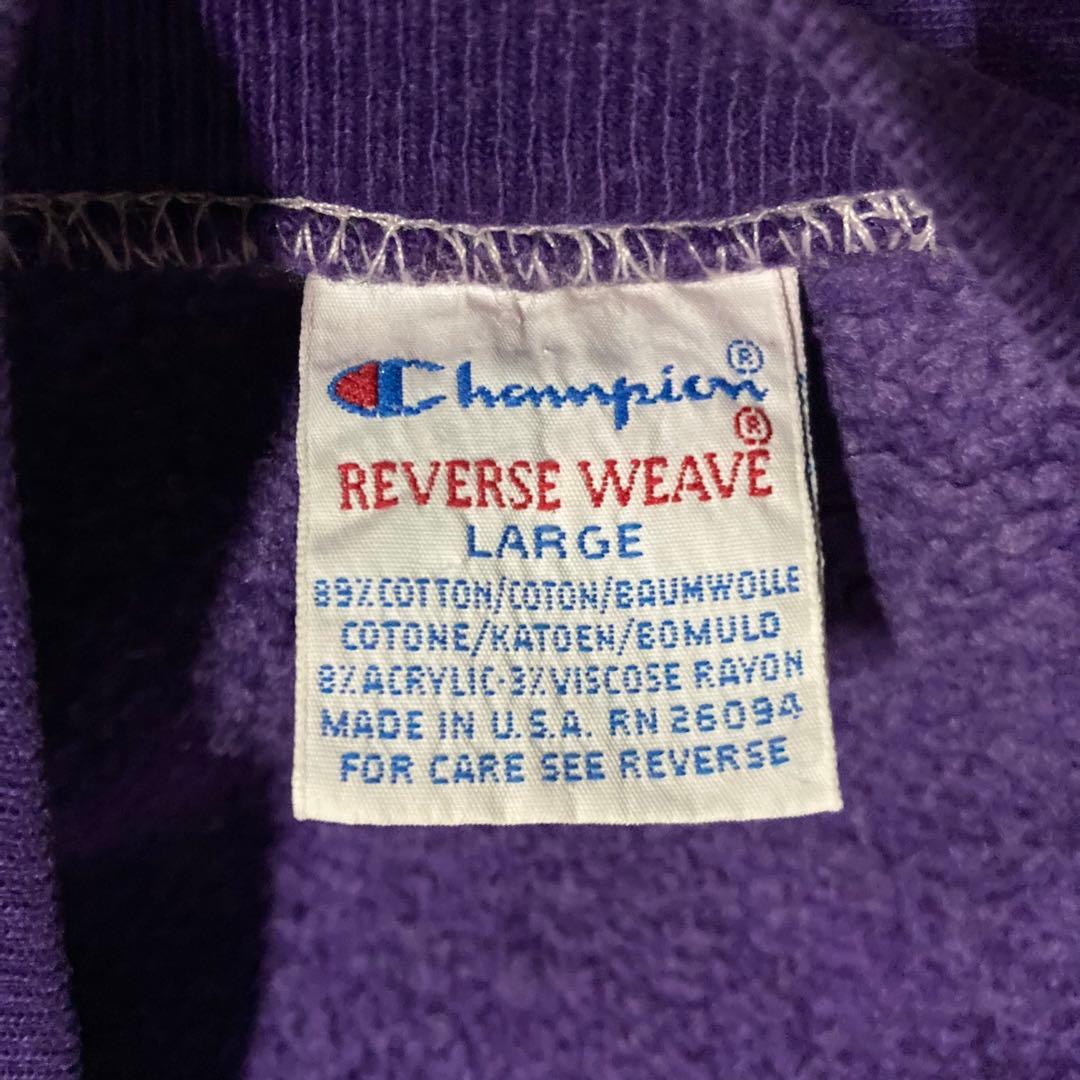 Champion®
REVERSE WEAVE®
LARGE
89% COTTON/COTON/BAUMWOLLE
COTONE/KATOEN/BOMULD
8% ACRYLIC·3% VISCOSE RAYON
MADE IN U.S.A. RN 26094
FOR CARE SEE REVERSE